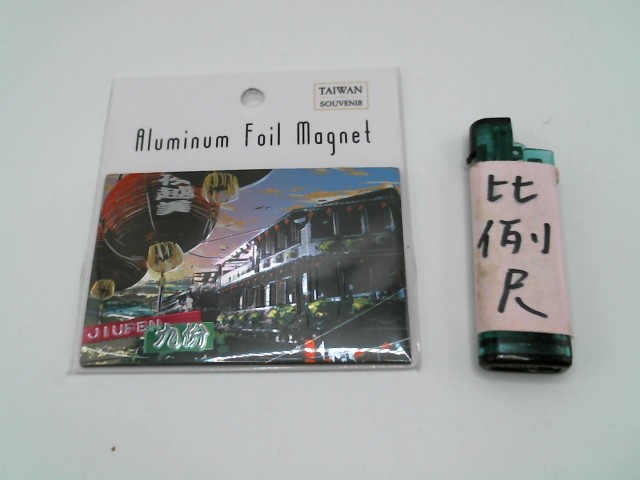 TAIWAN
SOUVENIR
Aluminum Foil Magnet
JIUFEN
九份
比
例
尺